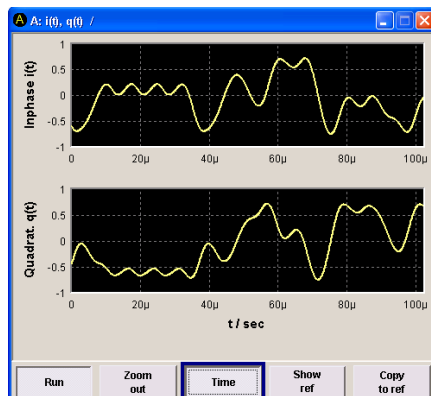 A A: i(t), q(t) /
Inphase i(t)
1
0.5
0
-0.5
-1
0 20µ 40µ 60µ 80µ 100µ
Quadrat. q(t)
1
0.5
0
-0.5
-1
0 20µ 40µ 60µ 80µ 100µ
t / sec
Run
Zoom
out
Time
Show
ref
Copy
to ref